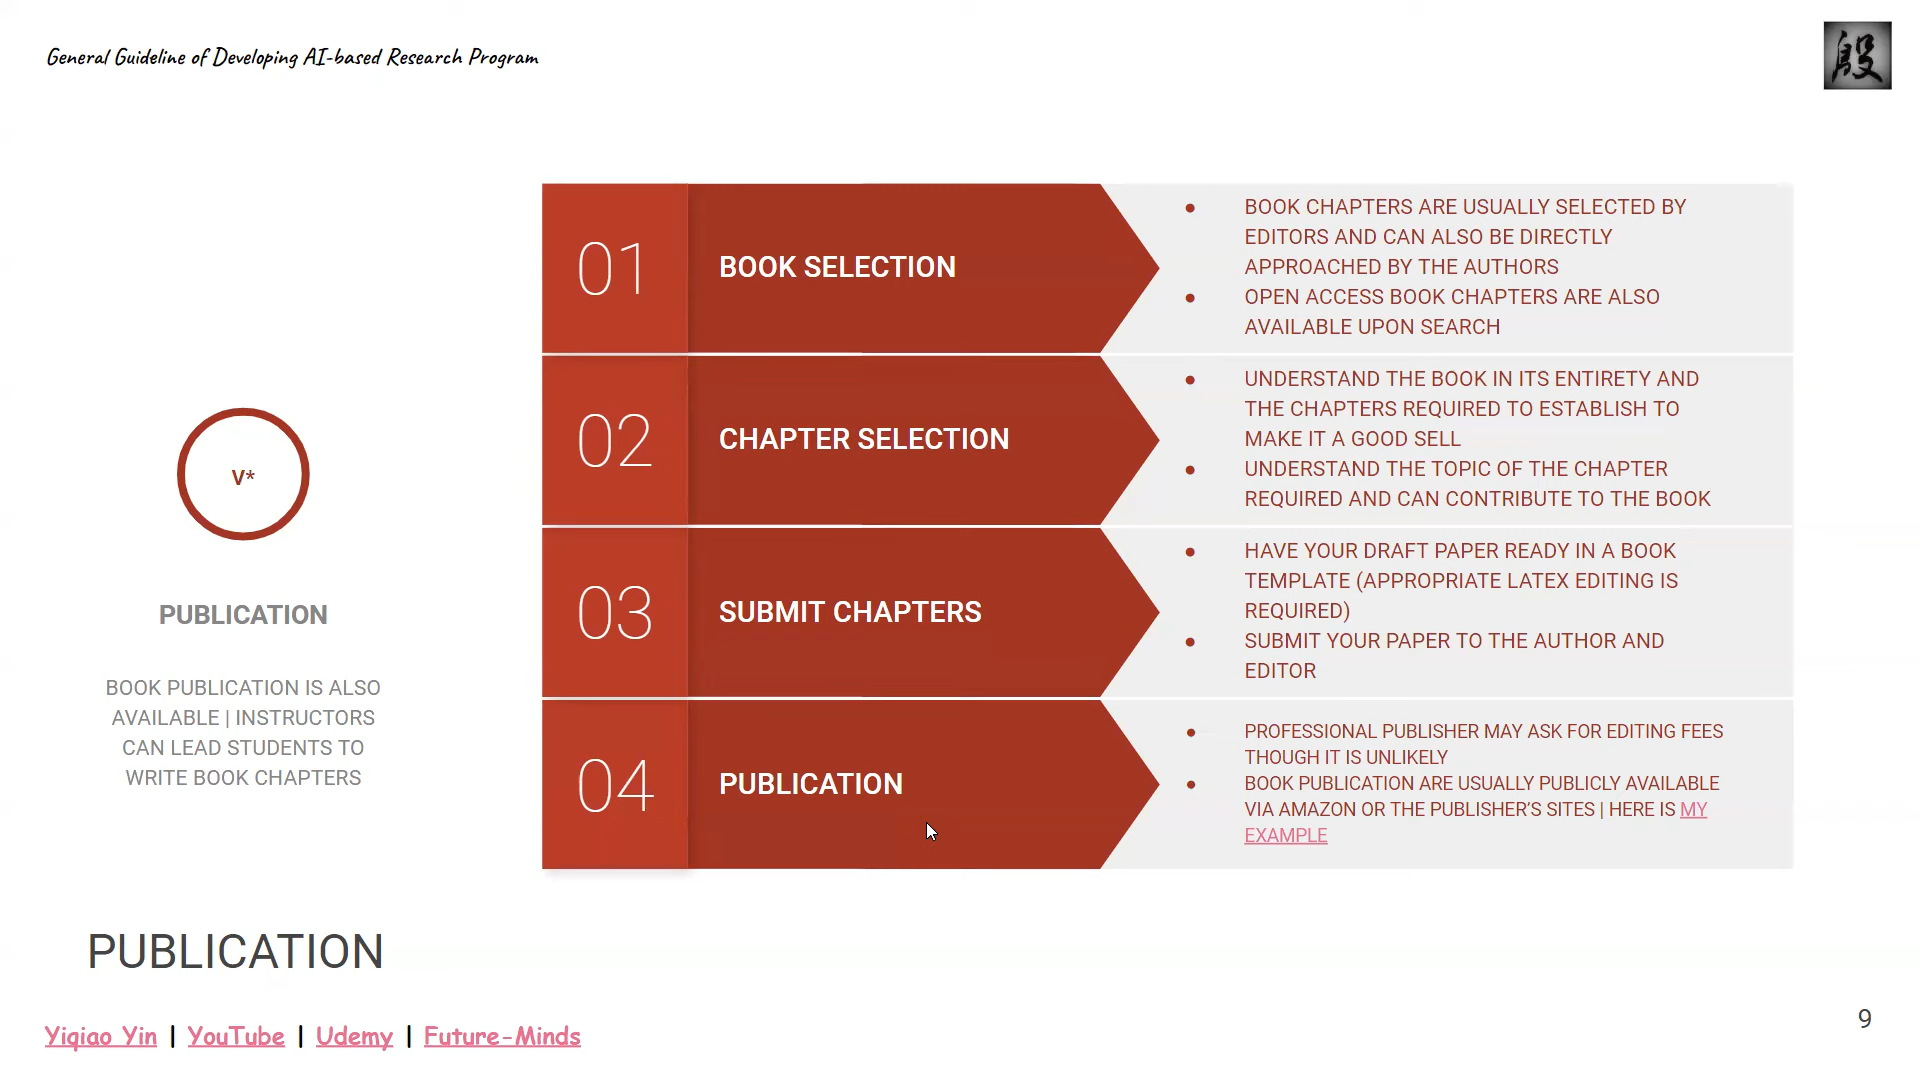 General Guideline of Developing AI-based Research Program
殷
01
BOOK SELECTION
● BOOK CHAPTERS ARE USUALLY SELECTED BY
EDITORS AND CAN ALSO BE DIRECTLY
APPROACHED BY THE AUTHORS
● OPEN ACCESS BOOK CHAPTERS ARE ALSO
AVAILABLE UPON SEARCH
02
CHAPTER SELECTION
● UNDERSTAND THE BOOK IN ITS ENTIRETY AND
THE CHAPTERS REQUIRED TO ESTABLISH TO
MAKE IT A GOOD SELL
● UNDERSTAND THE TOPIC OF THE CHAPTER
REQUIRED AND CAN CONTRIBUTE TO THE BOOK
03
SUBMIT CHAPTERS
● HAVE YOUR DRAFT PAPER READY IN A BOOK
TEMPLATE (APPROPRIATE LATEX EDITING IS
REQUIRED)
● SUBMIT YOUR PAPER TO THE AUTHOR AND
EDITOR
04
PUBLICATION
● PROFESSIONAL PUBLISHER MAY ASK FOR EDITING FEES
THOUGH IT IS UNLIKELY
● BOOK PUBLICATION ARE USUALLY PUBLICLY AVAILABLE
VIA AMAZON OR THE PUBLISHER'S SITES | HERE IS MY
EXAMPLE
V*
PUBLICATION
BOOK PUBLICATION IS ALSO
AVAILABLE | INSTRUCTORS
CAN LEAD STUDENTS TO
WRITE BOOK CHAPTERS
PUBLICATION
Yiqiao Yin | YouTube | Udemy | Future-Minds
9